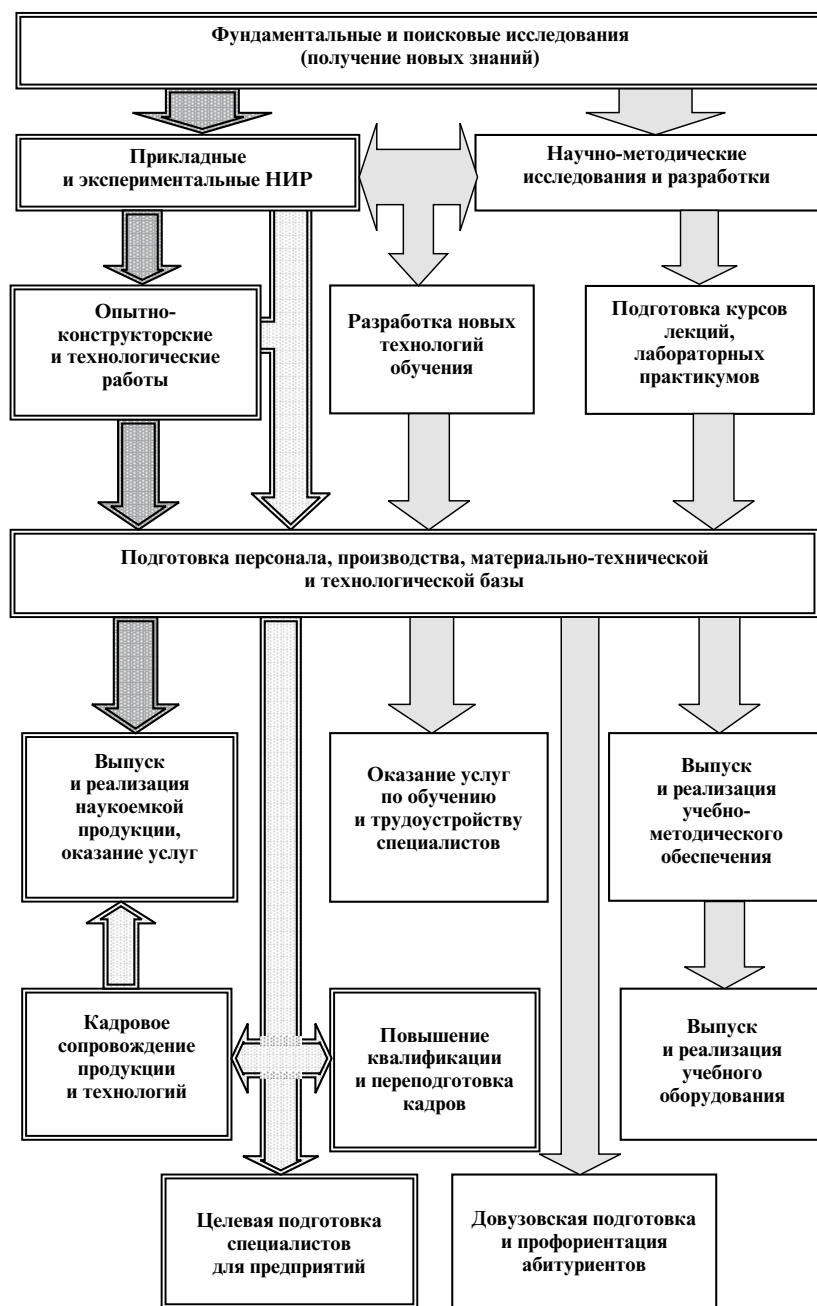 Фундаментальные и поисковые исследования
(получение новых знаний)
Прикладные
и экспериментальные НИР
Научно-методические
исследования и разработки
Опытно-
конструкторские
и технологические
работы
Разработка новых
технологий
обучения
Подготовка курсов
лекций,
лабораторных
практикумов
Подготовка персонала, производства, материально-технической
и технологической базы
Выпуск
и реализация
наукоемкой
продукции,
оказание услуг
Оказание услуг
по обучению
и трудоустройству
специалистов
Выпуск
и реализация
учебно-
методического
обеспечения
Кадровое
сопровождение
продукции
и технологий
Повышение
квалификации
и переподготовка
кадров
Выпуск
и реализация
учебного
оборудования
Целевая подготовка
специалистов
для предприятий
Довузовская подготовка
и профориентация
абитуриентов